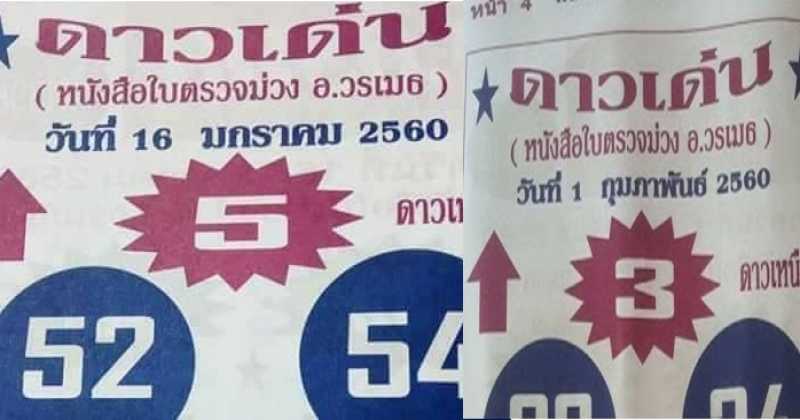 ดาวเด่น
( หนังสือใบตรวจม่วง อ.วรเมธ )
วันที่ 16 มกราคม 2560
5
52
54
หน้า 4
ดาวเด่น
( หนังสือใบตรวจม่วง อ.วรเมธ )
วันที่ 1 กุมภาพันธ์ 2560
3